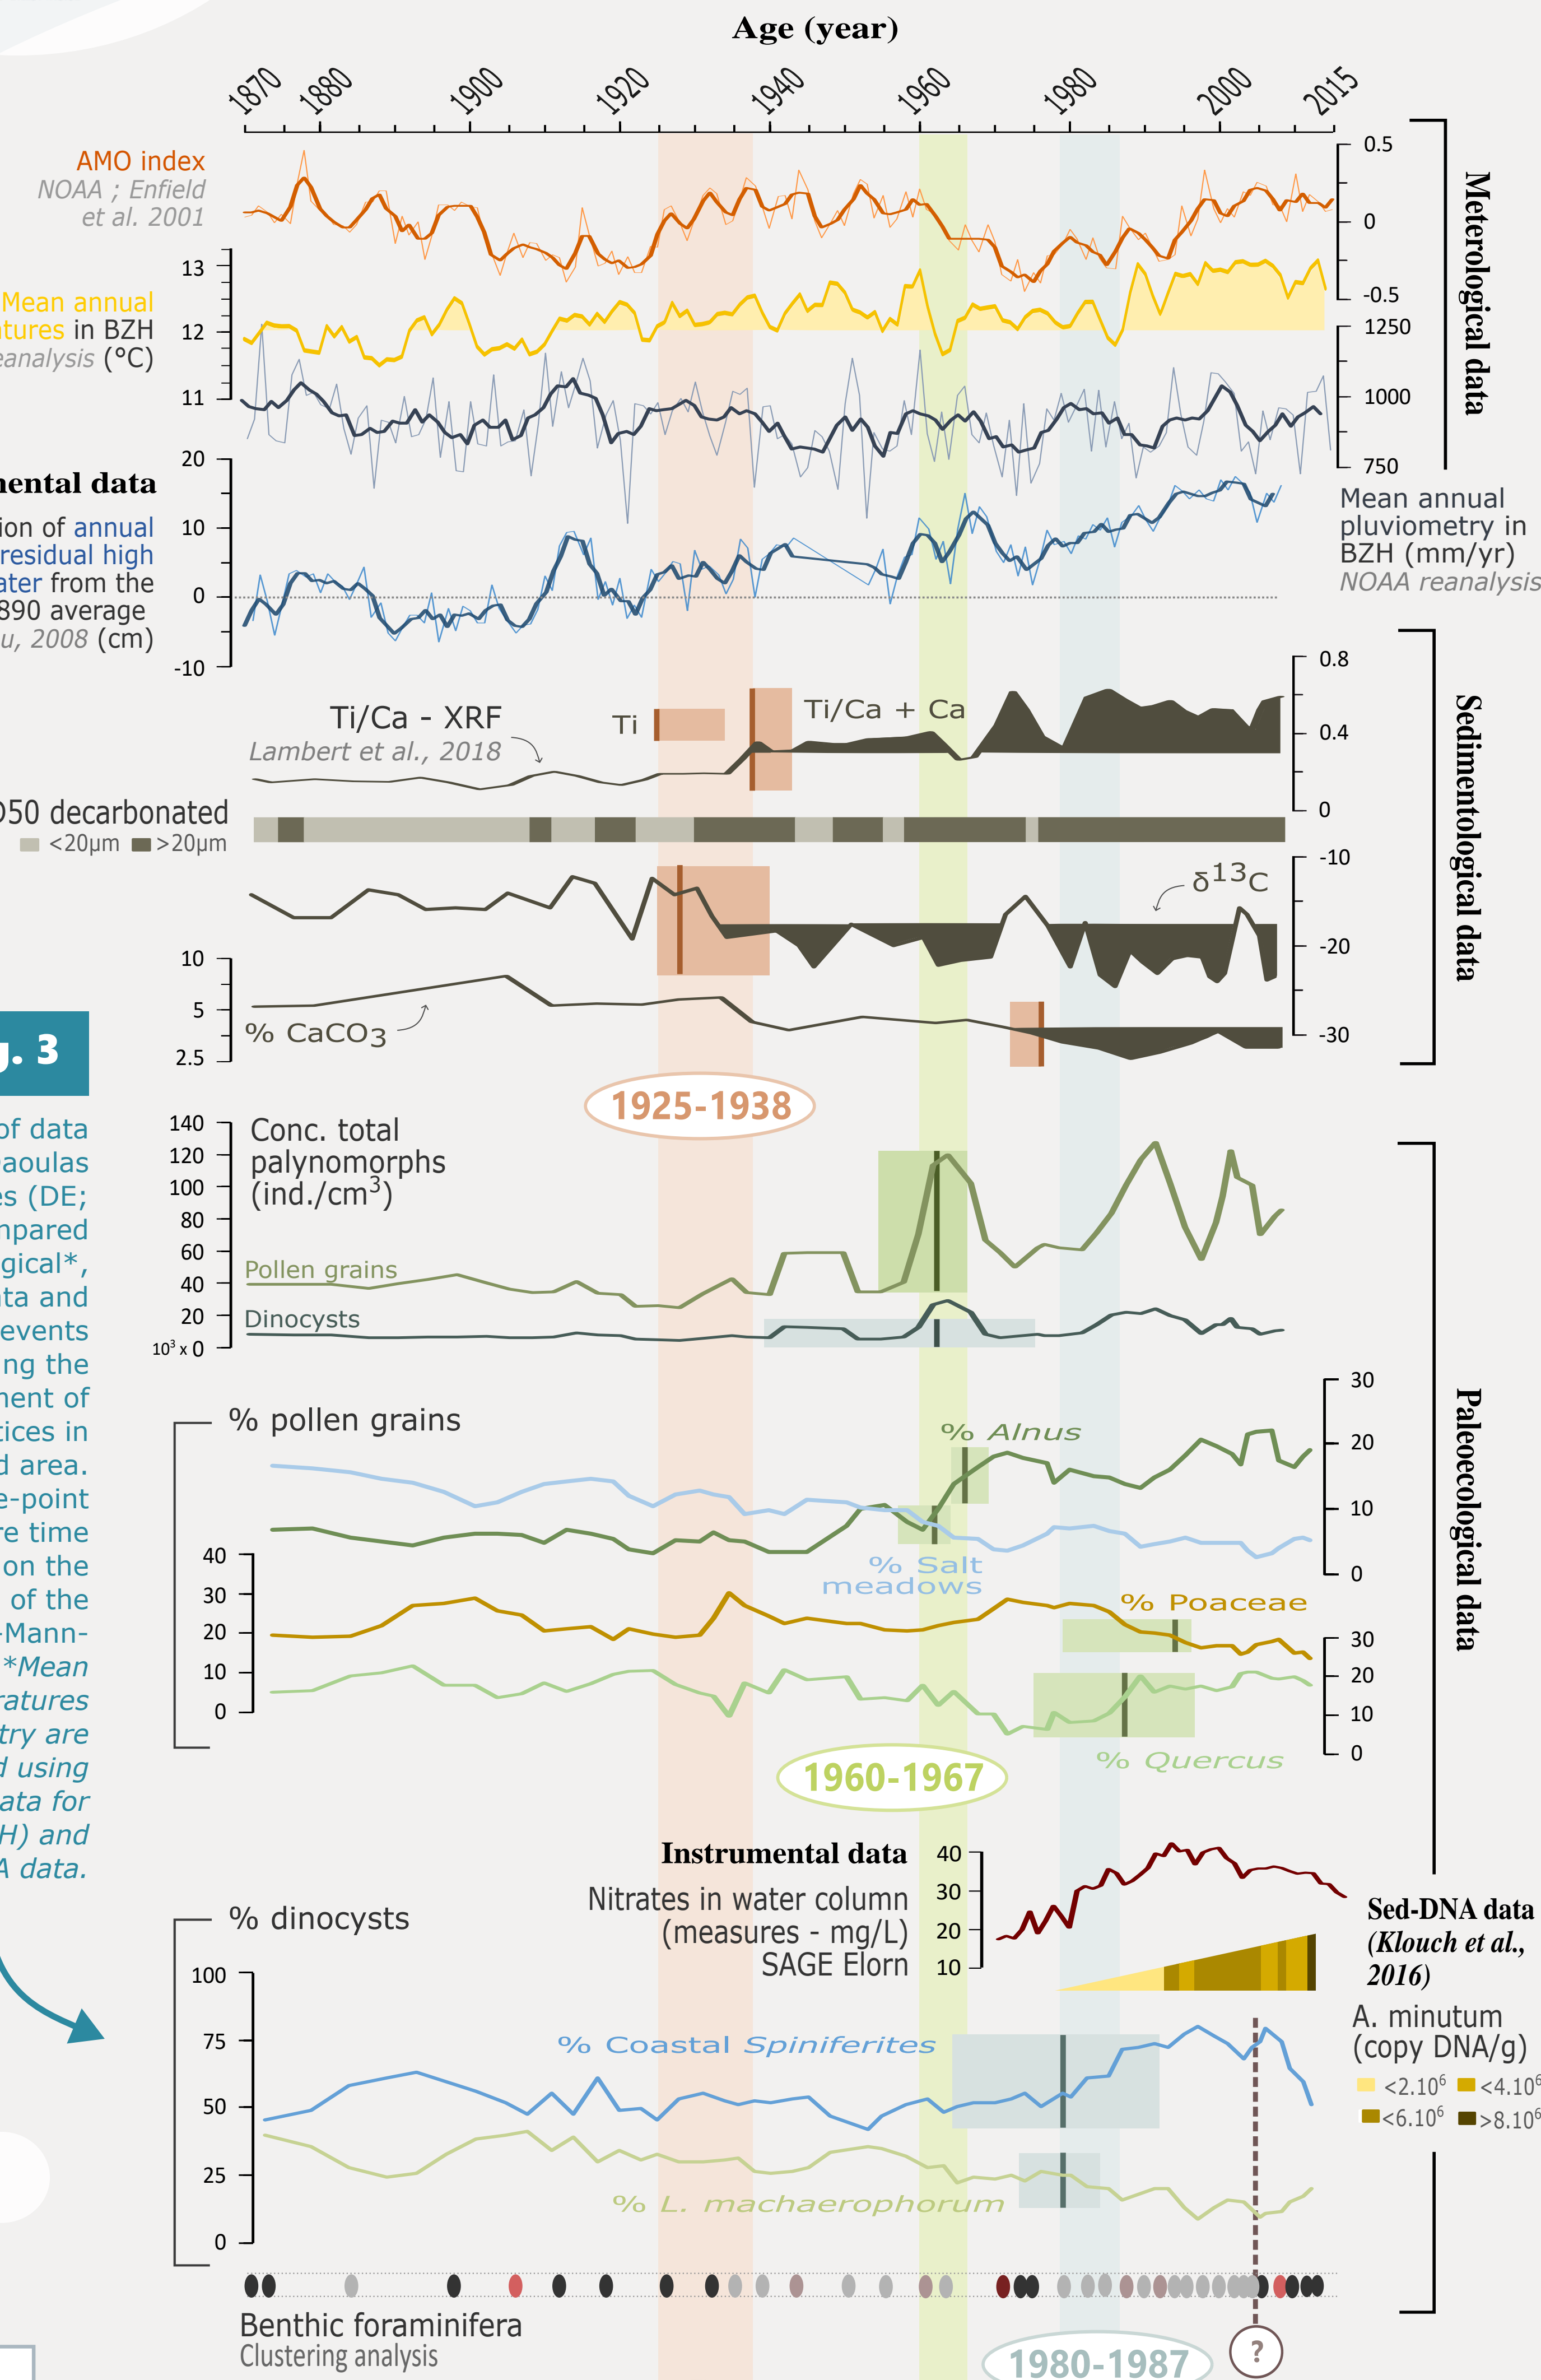 Age (year)
1870
1880
1900
1920
1940
1960
1980
2000
2015
AMO index
NOAA ; Enfield
et al. 2001
0.5
0
-0.5
Meterological data
13
12
11
Mean annual
atures in BZH
eanalysis (°C)
1250
1000
750
Mean annual
pluviometry in
BZH (mm/yr)
NOAA reanalysis
20
10
0
-10
mental data
ion of annual
residual high
ater from the
890 average
u, 2008 (cm)
0.8
0.4
0
Ti/Ca - XRF
Lambert et al., 2018
Ti
Ti/Ca + Ca
Sedimentological data
D50 decarbonated
<20µm >20µm
-10
-20
-30
δ13C
10
5
2.5
% CaCO3
g. 3
1925-1938
of data
aoulas
es (DE;
mpared
gical*,
ata and
events
ing the
ment of
tices in
d area.
e-point
re time
on the
of the
-Mann-
*Mean
ratures
try are
d using
ata for
H) and
A data.
140
120
100
80
60
40
20
10³ x 0
Conc. total
palynomorphs
(ind./cm³)
Pollen grains
Dinocysts
Paleoecological data
% pollen grains
30
20
10
0
% Alnus
% Salt
meadows
40
30
20
10
0
% Poaceae
30
20
10
0
% Quercus
1960-1967
Instrumental data
Nitrates in water column
(measures - mg/L)
SAGE Elorn
40
30
20
10
Sed-DNA data
(Klouch et al.,
2016)
A. minutum
(copy DNA/g)
<2.10⁶ <4.10⁶
<6.10⁶ >8.10⁶
% dinocysts
100
75
50
25
0
% Coastal Spiniferites
% L. machaerophorum
Benthic foraminifera
Clustering analysis
1980-1987
?